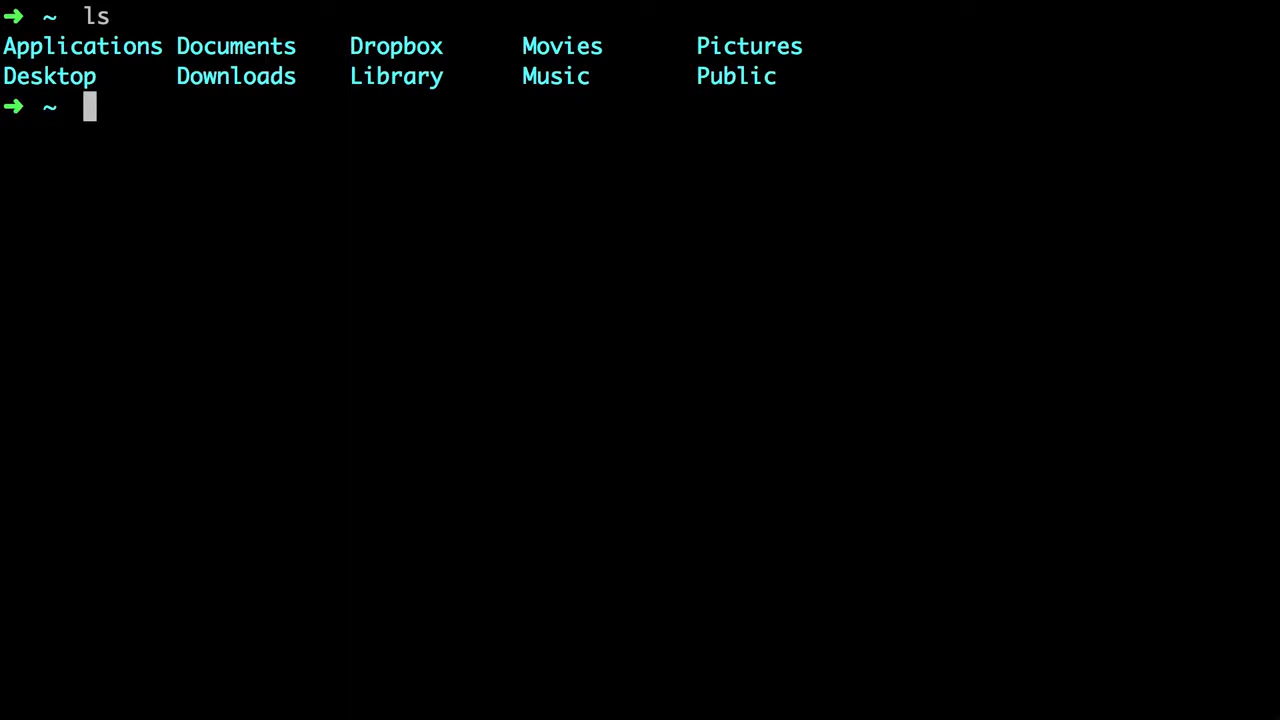 ➜ ~ ls
Applications Documents Dropbox Movies Pictures
Desktop Downloads Library Music Public
➜ ~